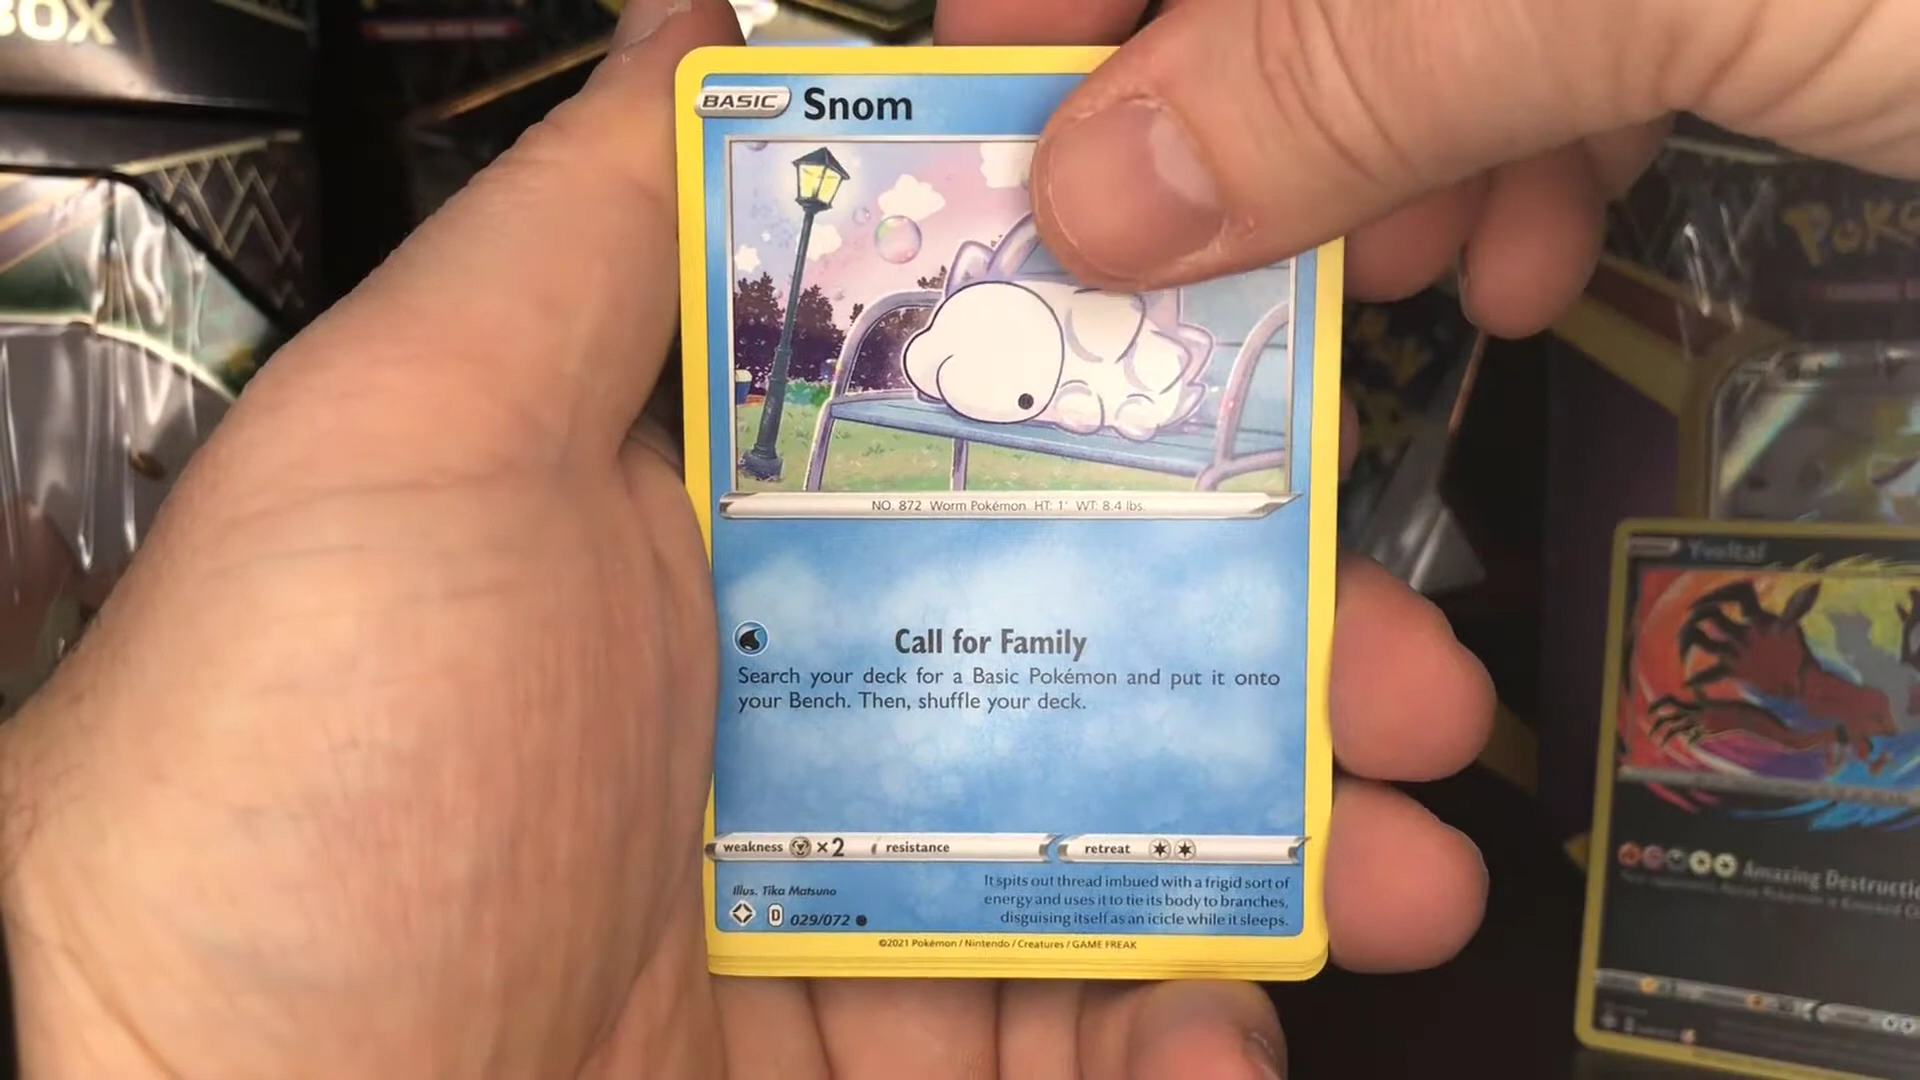 BOX
BASIC Snom
NO. 872 Worm Pokémon HT: 1' WT: 8.4 lbs.
Call for Family
Search your deck for a Basic Pokémon and put it onto
your Bench. Then, shuffle your deck.
weakness ×2 resistance retreat
Illus. Tika Matsuno
It spits out thread imbued with a frigid sort of
energy and uses it to tie its body to branches,
disguising itself as an icicle while it sleeps.
D 029/072
©2021 Pokémon / Nintendo / Creatures / GAME FREAK
Yveltal
Amazing Destructio